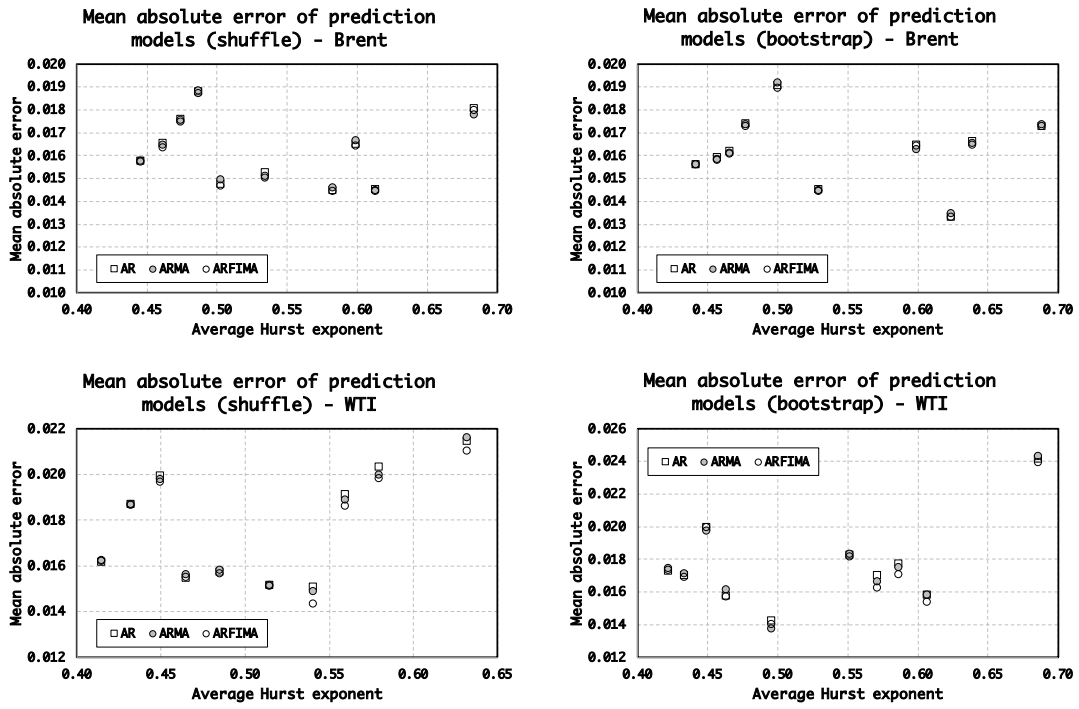 Mean absolute error of prediction
models (shuffle) - Brent
Mean absolute error
0.020
0.019
0.018
0.017
0.016
0.015
0.014
0.013
0.012
0.011
0.010
AR ARMA ARFIMA
0.40 0.45 0.50 0.55 0.60 0.65 0.70
Average Hurst exponent
Mean absolute error of prediction
models (bootstrap) - Brent
Mean absolute error
0.020
0.019
0.018
0.017
0.016
0.015
0.014
0.013
0.012
0.011
0.010
AR ARMA ARFIMA
0.40 0.45 0.50 0.55 0.60 0.65 0.70
Average Hurst exponent
Mean absolute error of prediction
models (shuffle) - WTI
Mean absolute error
0.022
0.020
0.018
0.016
0.014
0.012
AR ARMA ARFIMA
0.40 0.45 0.50 0.55 0.60 0.65
Average Hurst exponent
Mean absolute error of prediction
models (bootstrap) - WTI
Mean absolute error
0.026
0.024
0.022
0.020
0.018
0.016
0.014
0.012
AR ARMA ARFIMA
0.40 0.45 0.50 0.55 0.60 0.65 0.70
Average Hurst exponent